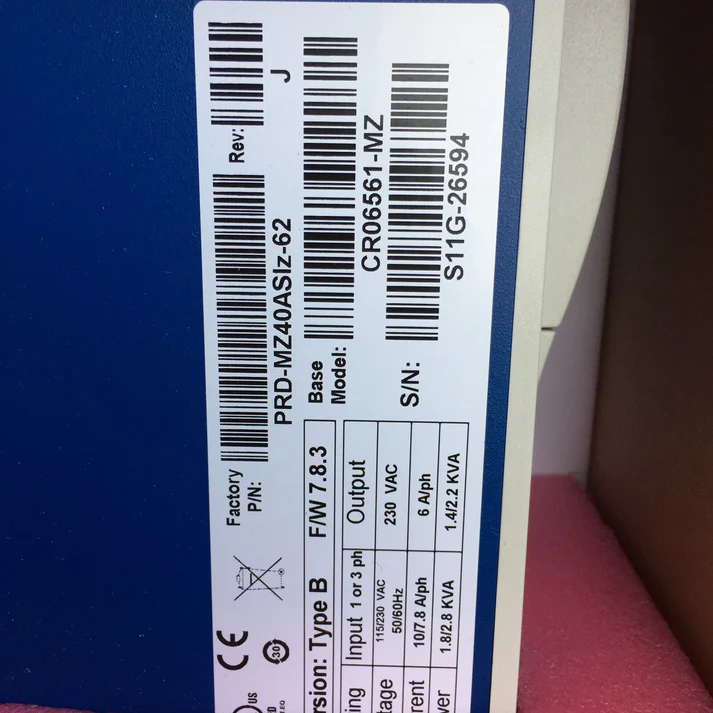 Factory
P/N:
PRD-MZ40ASIz-62
Rev:
J
Base
Model:
CR06561-MZ
S/N:
S11G-26594
CE
30
US
rsion: Type B F/W 7.8.3
ing Input 1 or 3 ph Output
tage 115/230 VAC 50/60Hz 230 VAC
rent 10/7.8 A/ph 6 A/ph
wer 1.8/2.8 KVA 1.4/2.2 KVA